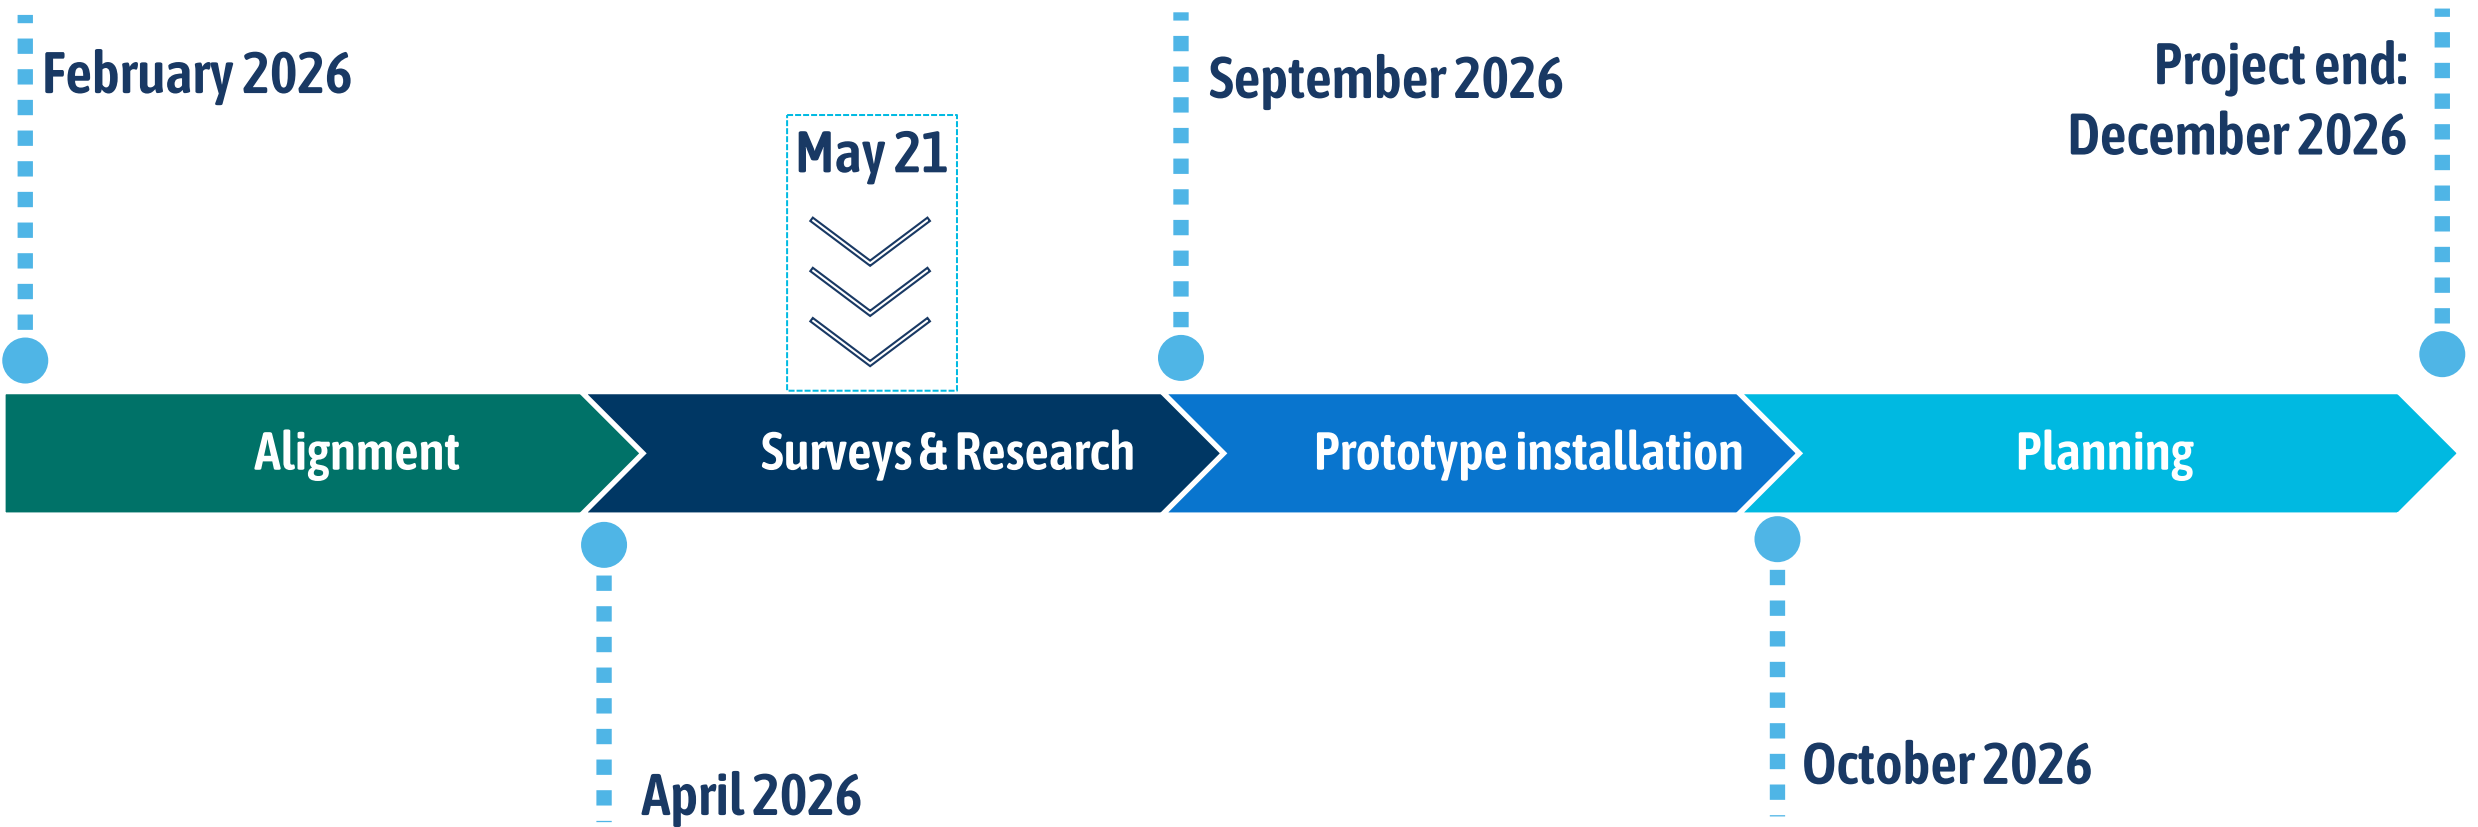 February 2026
May 21
September 2026
Project end:
December 2026
Alignment
Surveys & Research
Prototype installation
Planning
April 2026
October 2026